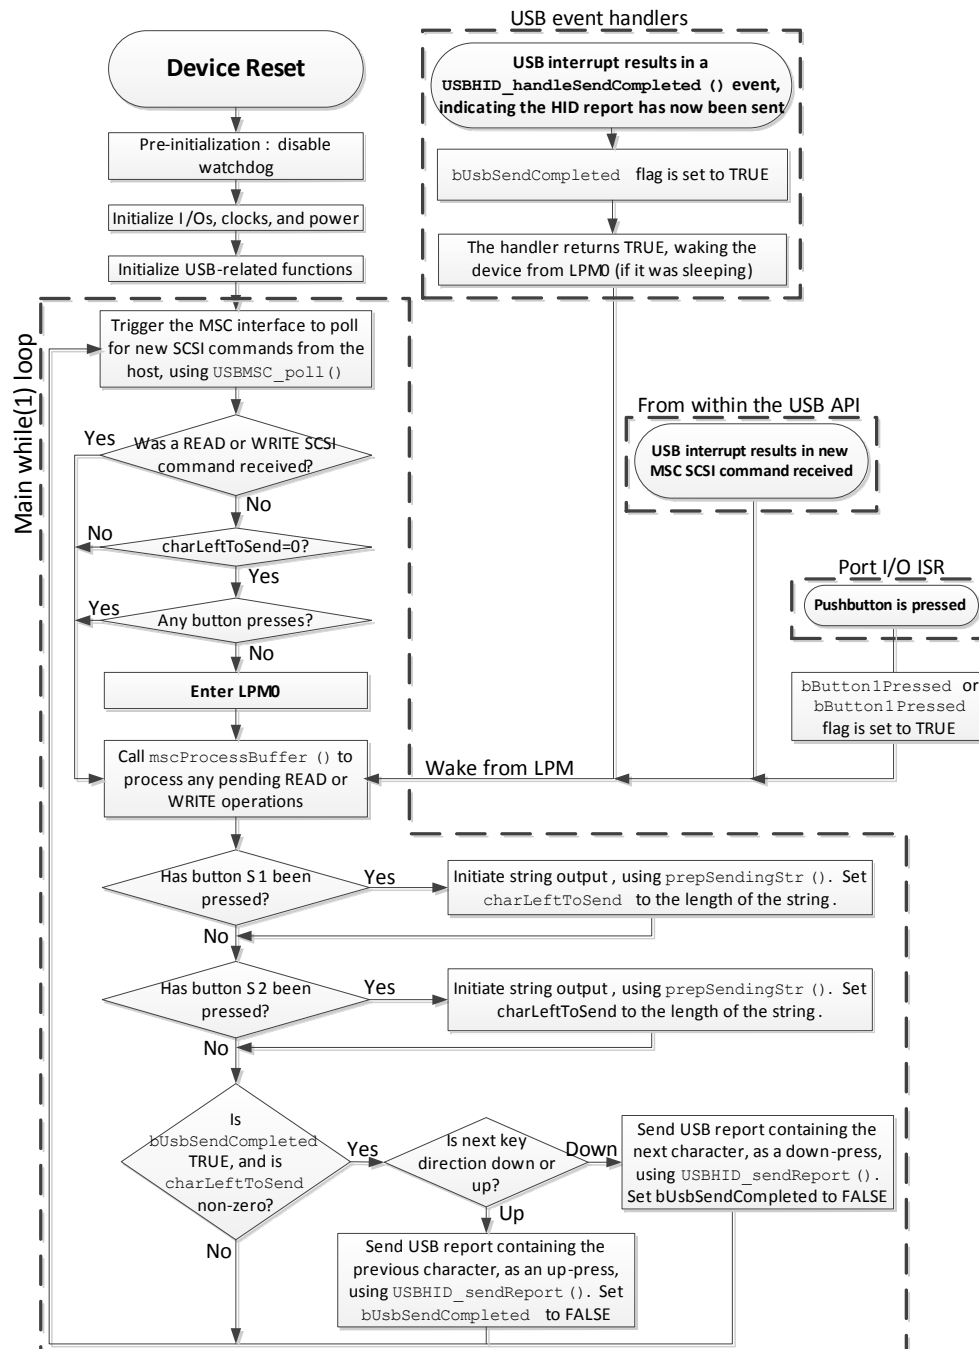 USB event handlers
Device Reset
USB interrupt results in a
USBHID_handleSendCompleted () event,
indicating the HID report has now been sent
Pre-initialization : disable
watchdog
bUsbSendCompleted flag is set to TRUE
Initialize I/Os, clocks, and power
The handler returns TRUE, waking the
device from LPM0 (if it was sleeping)
Initialize USB-related functions
Main while(1) loop
Trigger the MSC interface to poll
for new SCSI commands from the
host, using USBMSC_poll()
From within the USB API
USB interrupt results in new
MSC SCSI command received
Yes
Was a READ or WRITE SCSI
command received?
No
No
charLeftToSend=0?
Yes
Port I/O ISR
Pushbutton is pressed
Yes
Any button presses?
No
Enter LPM0
bButton1Pressed or
bButton1Pressed
flag is set to TRUE
Call mscProcessBuffer () to
process any pending READ or
WRITE operations
Wake from LPM
Has button S1 been
pressed?
Yes
Initiate string output , using prepSendingStr (). Set
charLeftToSend to the length of the string .
No
Has button S2 been
pressed?
Yes
Initiate string output , using prepSendingStr (). Set
charLeftToSend to the length of the string .
No
Is
bUsbSendCompleted
TRUE, and is
charLeftToSend
non-zero?
Yes
Is next key
direction down or
up?
Down
Send USB report containing the
next character, as a down-press,
using USBHID_sendReport ().
Set bUsbSendCompleted to FALSE
Up
No
Send USB report containing the
previous character, as an up-press,
using USBHID_sendReport (). Set
bUsbSendCompleted to FALSE